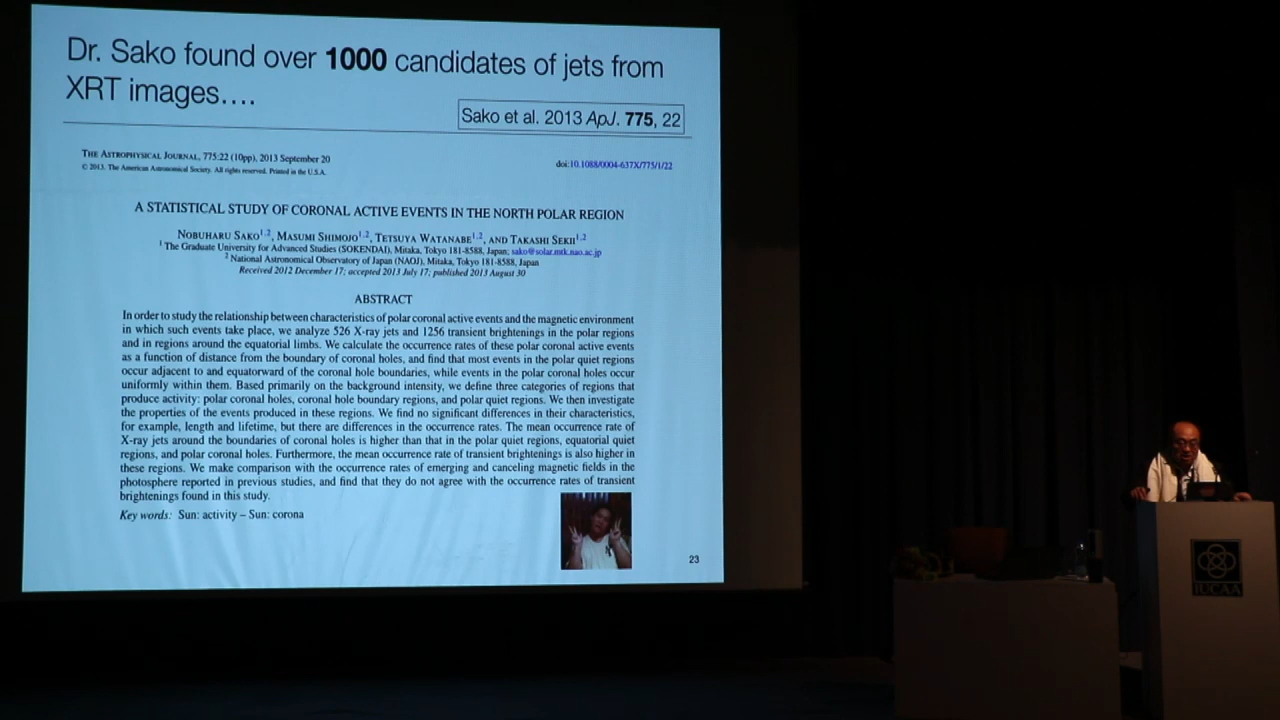 Dr. Sako found over 1000 candidates of jets from
XRT images....
Sako et al. 2013 ApJ. 775, 22
THE ASTROPHYSICAL JOURNAL, 775:22 (10pp), 2013 September 20
© 2013. The American Astronomical Society. All rights reserved. Printed in the U.S.A.
doi:10.1088/0004-637X/775/1/22
A STATISTICAL STUDY OF CORONAL ACTIVE EVENTS IN THE NORTH POLAR REGION
NOBUHARU SAKO1,2, MASUMI SHIMOJO1,2, TETSUYA WATANABE1,2, AND TAKASHI SEKII1,2
1 The Graduate University for Advanced Studies (SOKENDAI), Mitaka, Tokyo 181-8588, Japan; sako@solar.mtk.nao.ac.jp
2 National Astronomical Observatory of Japan (NAOJ), Mitaka, Tokyo 181-8588, Japan
Received 2012 December 17; accepted 2013 July 17; published 2013 August 30
ABSTRACT
In order to study the relationship between characteristics of polar coronal active events and the magnetic environment
in which such events take place, we analyze 526 X-ray jets and 1256 transient brightenings in the polar regions
and in regions around the equatorial limbs. We calculate the occurrence rates of these polar coronal active events
as a function of distance from the boundary of coronal holes, and find that most events in the polar quiet regions
occur adjacent to and equatorward of the coronal hole boundaries, while events in the polar coronal holes occur
uniformly within them. Based primarily on the background intensity, we define three categories of regions that
produce activity: polar coronal holes, coronal hole boundary regions, and polar quiet regions. We then investigate
the properties of the events produced in these regions. We find no significant differences in their characteristics,
for example, length and lifetime, but there are differences in the occurrence rates. The mean occurrence rate of
X-ray jets around the boundaries of coronal holes is higher than that in the polar quiet regions, equatorial quiet
regions, and polar coronal holes. Furthermore, the mean occurrence rate of transient brightenings is also higher in
these regions. We make comparison with the occurrence rates of emerging and canceling magnetic fields in the
photosphere reported in previous studies, and find that they do not agree with the occurrence rates of transient
brightenings found in this study.
Key words: Sun: activity – Sun: corona
23
IUCAA